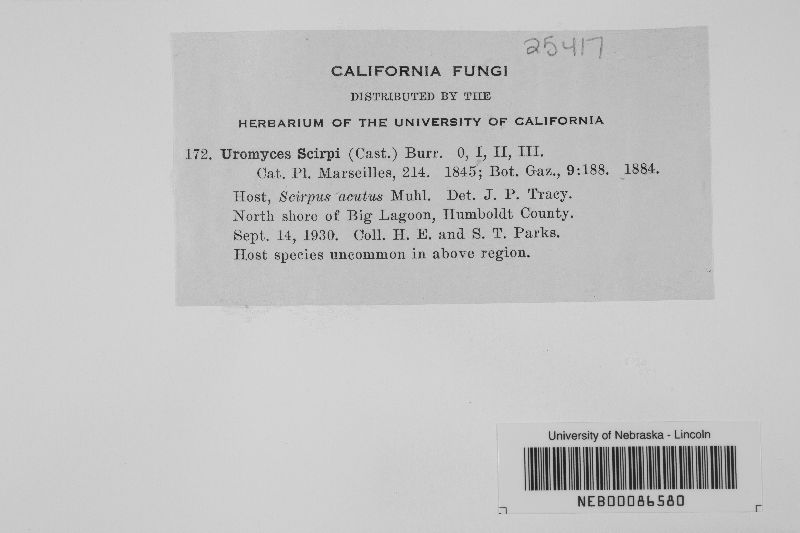 25417
CALIFORNIA FUNGI
DISTRIBUTED BY THE
HERBARIUM OF THE UNIVERSITY OF CALIFORNIA
172. Uromyces Scirpi (Cast.) Burr. 0, I, II, III.
Cat. Pl. Marseilles, 214. 1845; Bot. Gaz., 9:188. 1884.
Host, Scirpus acutus Muhl. Det. J. P. Tracy.
North shore of Big Lagoon, Humboldt County.
Sept. 14, 1930. Coll. H. E. and S. T. Parks.
Host species uncommon in above region.
University of Nebraska - Lincoln
NEB00086580